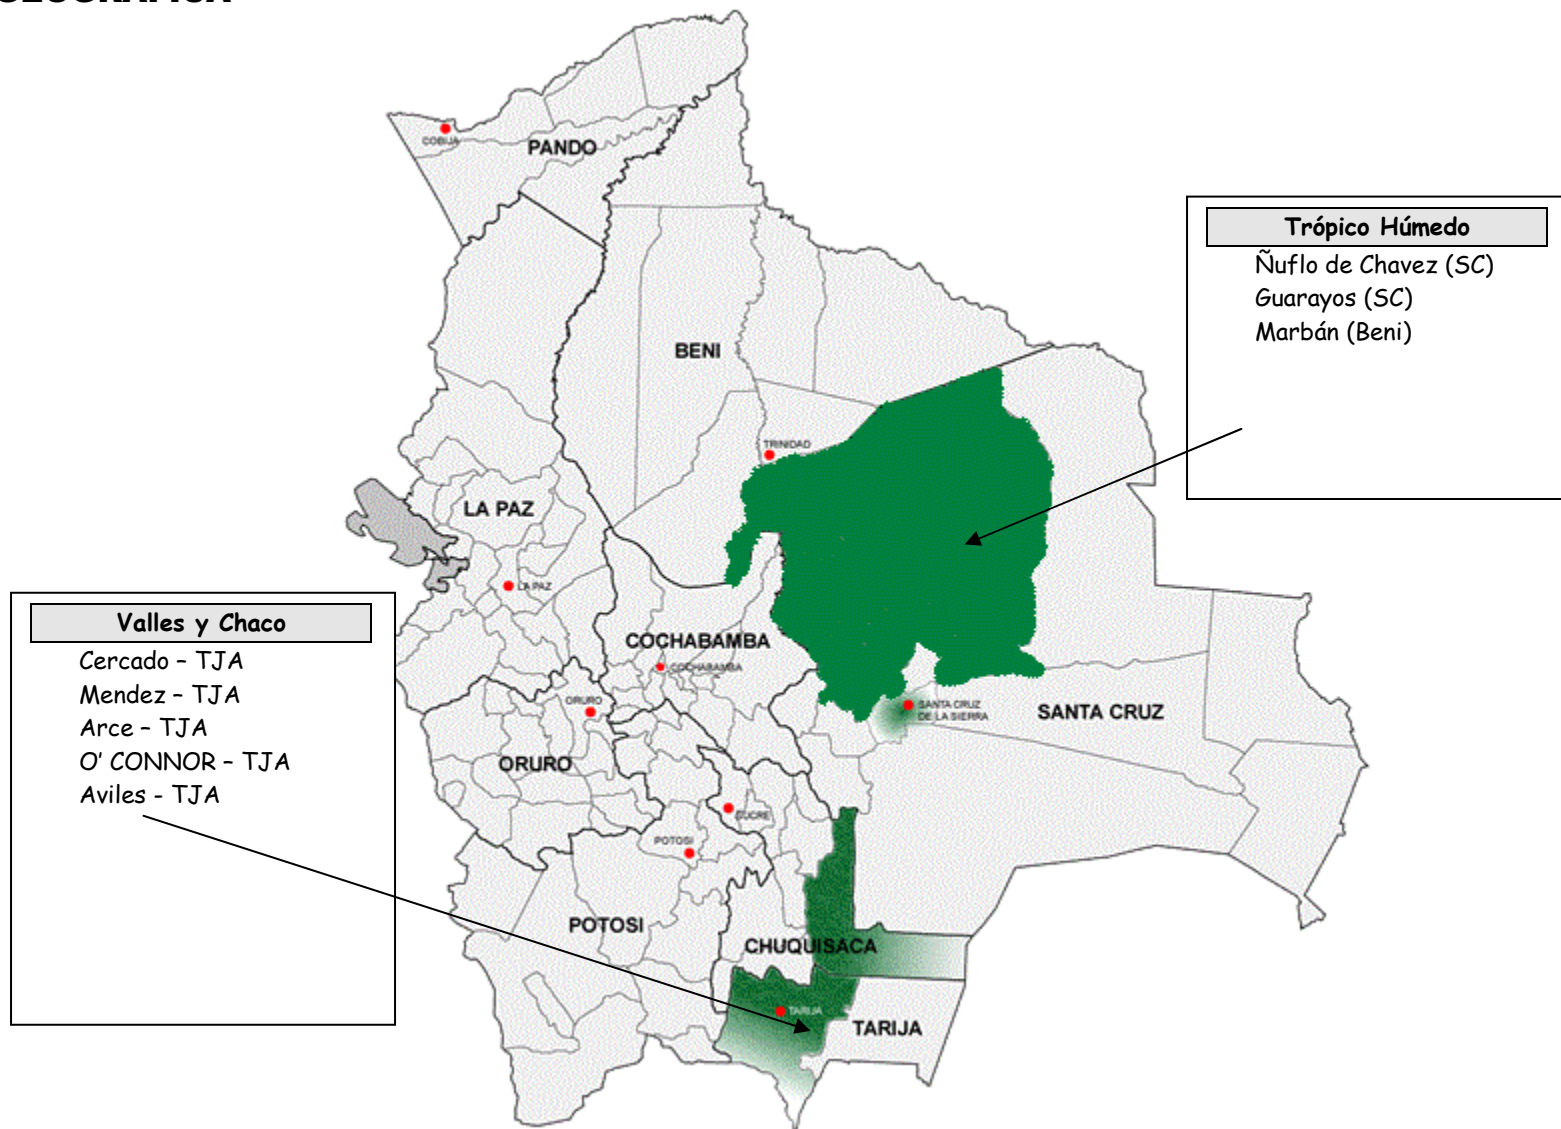 COBIJA
PANDO
Trópico Húmedo
Ñuflo de Chavez (SC)
Guarayos (SC)
Marbán (Beni)
BENI
TRINIDAD
LA PAZ
LA PAZ
Valles y Chaco
Cercado – TJA
Mendez – TJA
Arce – TJA
O' CONNOR – TJA
Aviles - TJA
COCHABAMBA
COCHABAMBA
ORURO
ORURO
SANTA CRUZ
DE LA SIERRA
SANTA CRUZ
SUCRE
POTOSI
POTOSI
CHUQUISACA
TARIJA
TARIJA